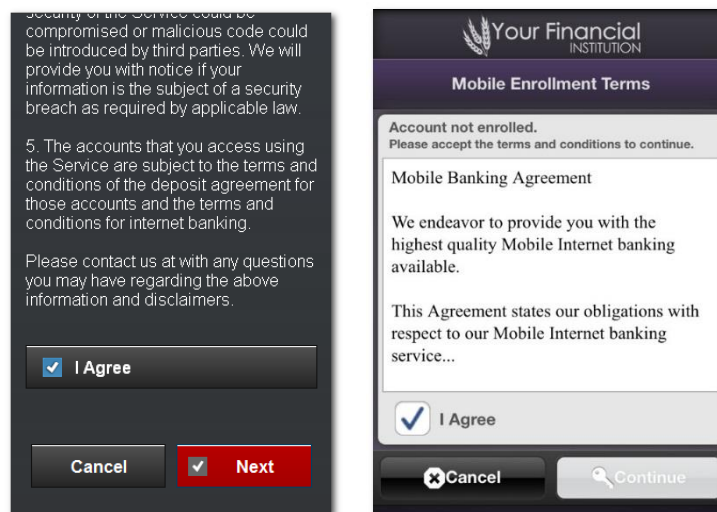 security of the Service could be
compromised or malicious code could
be introduced by third parties. We will
provide you with notice if your
information is the subject of a security
breach as required by applicable law.
5. The accounts that you access using
the Service are subject to the terms and
conditions of the deposit agreement for
those accounts and the terms and
conditions for internet banking.
Please contact us at with any questions
you may have regarding the above
information and disclaimers.
I Agree
Cancel
Next
Your Financial
INSTITUTION
Mobile Enrollment Terms
Account not enrolled.
Please accept the terms and conditions to continue.
Mobile Banking Agreement
We endeavor to provide you with the
highest quality Mobile Internet banking
available.
This Agreement states our obligations with
respect to our Mobile Internet banking
service...
I Agree
Cancel
Continue